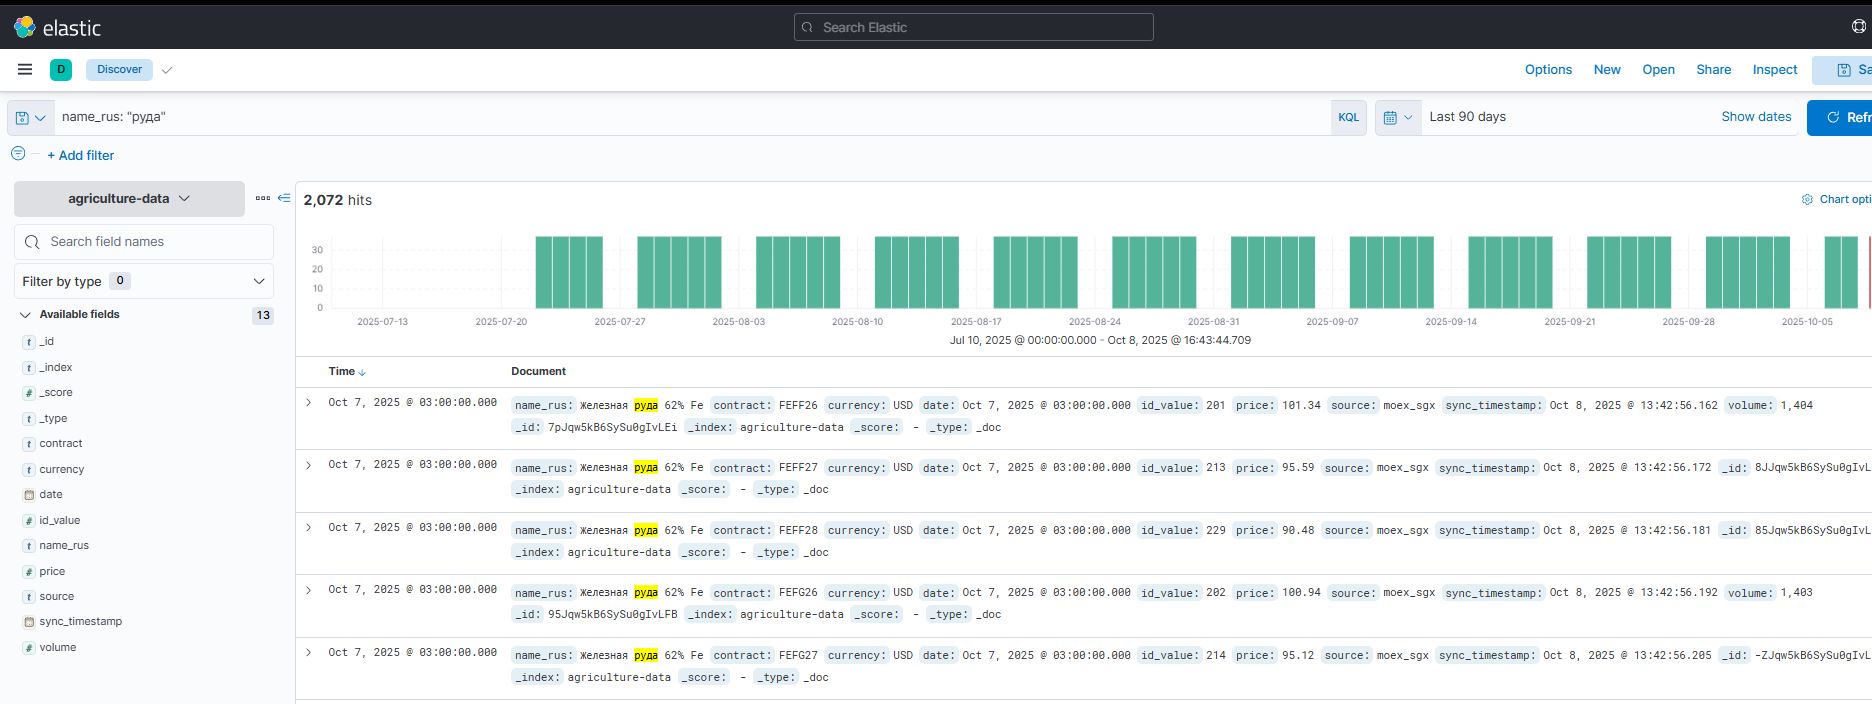 elastic Search Elastic
D Discover Options New Open Share Inspect
name_rus: "руда" KQL Last 90 days Show dates
+ Add filter
agriculture-data
2,072 hits
Search field names
Filter by type 0
Available fields 13
_id
_index
_score
_type
contract
currency
date
id_value
name_rus
price
source
sync_timestamp
volume
30
20
10
0
2025-07-13 2025-07-20 2025-07-27 2025-08-03 2025-08-10 2025-08-17 2025-08-24 2025-08-31 2025-09-07 2025-09-14 2025-09-21 2025-09-28 2025-10-05
Jul 10, 2025 @ 00:00:00.000 - Oct 8, 2025 @ 16:43:44.709
Chart opti
Time Document
Oct 7, 2025 @ 03:00:00.000 name_rus: Железная руда 62% Fe contract: FEFF26 currency: USD date: Oct 7, 2025 @ 03:00:00.000 id_value: 201 price: 101.34 source: moex_sgx sync_timestamp: Oct 8, 2025 @ 13:42:56.162 volume: 1,404
_id: 7pJqw5kB6SySu0gIvLEi _index: agriculture-data _score: - _type: _doc
Oct 7, 2025 @ 03:00:00.000 name_rus: Железная руда 62% Fe contract: FEFF27 currency: USD date: Oct 7, 2025 @ 03:00:00.000 id_value: 213 price: 95.59 source: moex_sgx sync_timestamp: Oct 8, 2025 @ 13:42:56.172 _id: 8JJqw5kB6SySu0gIvL
_index: agriculture-data _score: - _type: _doc
Oct 7, 2025 @ 03:00:00.000 name_rus: Железная руда 62% Fe contract: FEFF28 currency: USD date: Oct 7, 2025 @ 03:00:00.000 id_value: 229 price: 90.48 source: moex_sgx sync_timestamp: Oct 8, 2025 @ 13:42:56.181 _id: 85Jqw5kB6SySu0gIvL
_index: agriculture-data _score: - _type: _doc
Oct 7, 2025 @ 03:00:00.000 name_rus: Железная руда 62% Fe contract: FEFG26 currency: USD date: Oct 7, 2025 @ 03:00:00.000 id_value: 202 price: 100.94 source: moex_sgx sync_timestamp: Oct 8, 2025 @ 13:42:56.192 volume: 1,403
_id: 95Jqw5kB6SySu0gIvLFB _index: agriculture-data _score: - _type: _doc
Oct 7, 2025 @ 03:00:00.000 name_rus: Железная руда 62% Fe contract: FEFG27 currency: USD date: Oct 7, 2025 @ 03:00:00.000 id_value: 214 price: 95.12 source: moex_sgx sync_timestamp: Oct 8, 2025 @ 13:42:56.205 _id: -ZJqw5kB6SySu0gIvL
_index: agriculture-data _score: - _type: _doc